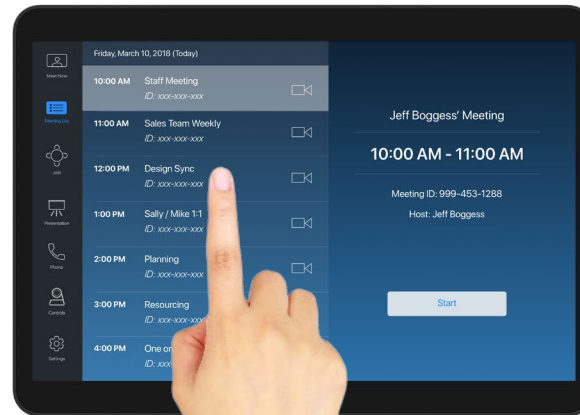 Meet Now
Meeting List
Join
Presentation
Phone
Controls
Settings
Friday, March 10, 2018 (Today)
10:00 AM Staff Meeting
ID: xxx-xxx-xxx
11:00 AM Sales Team Weekly
ID: xxx-xxx-xxx
12:00 PM Design Sync
ID: xxx-xxx-xxx
1:00 PM Sally / Mike 1:1
ID: xxx-xxx-xxx
2:00 PM Planning
ID: xxx-xxx-xxx
3:00 PM Resourcing
ID: xxx-xxx-xxx
4:00 PM One
ID: xxx
Jeff Boggess' Meeting
10:00 AM - 11:00 AM
Meeting ID: 999-453-1288
Host: Jeff Boggess
Start